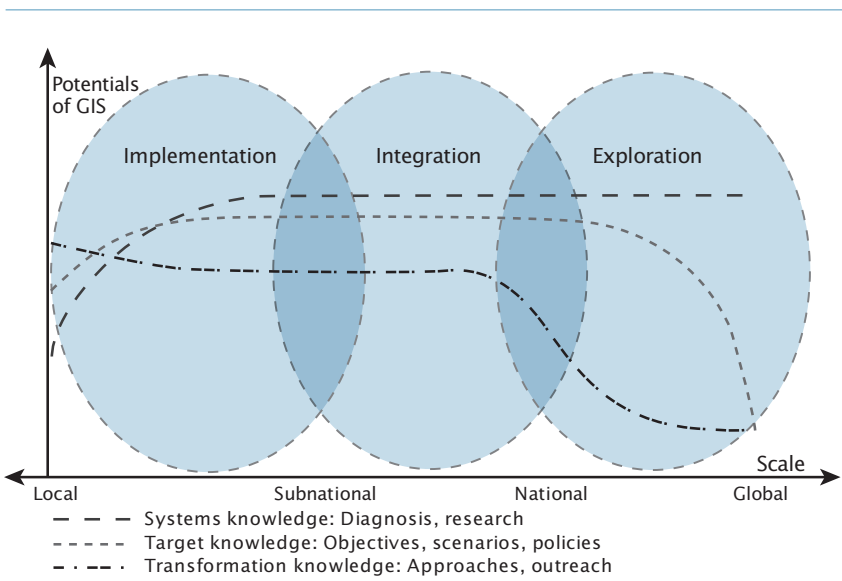 Potentials
of GIS
Implementation
Integration
Exploration
Scale
Local
Subnational
National
Global
Systems knowledge: Diagnosis, research
Target knowledge: Objectives, scenarios, policies
Transformation knowledge: Approaches, outreach